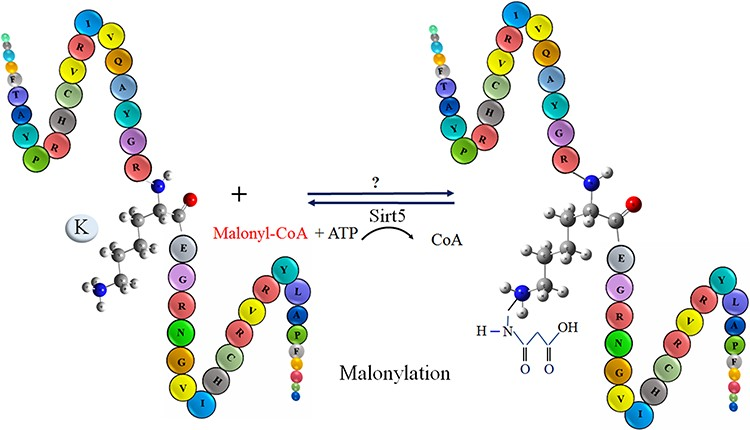 F T A Y P R H C V R I V Q A Y G R
K
E G R N G V I H C R V R Y L A P F
+
?
Sirt5
Malonyl-CoA + ATP
CoA
Malonylation
F T A Y P R H C V R I V Q A Y G R
E G R N G V I H C R V R Y L A P F
H N OH
O O